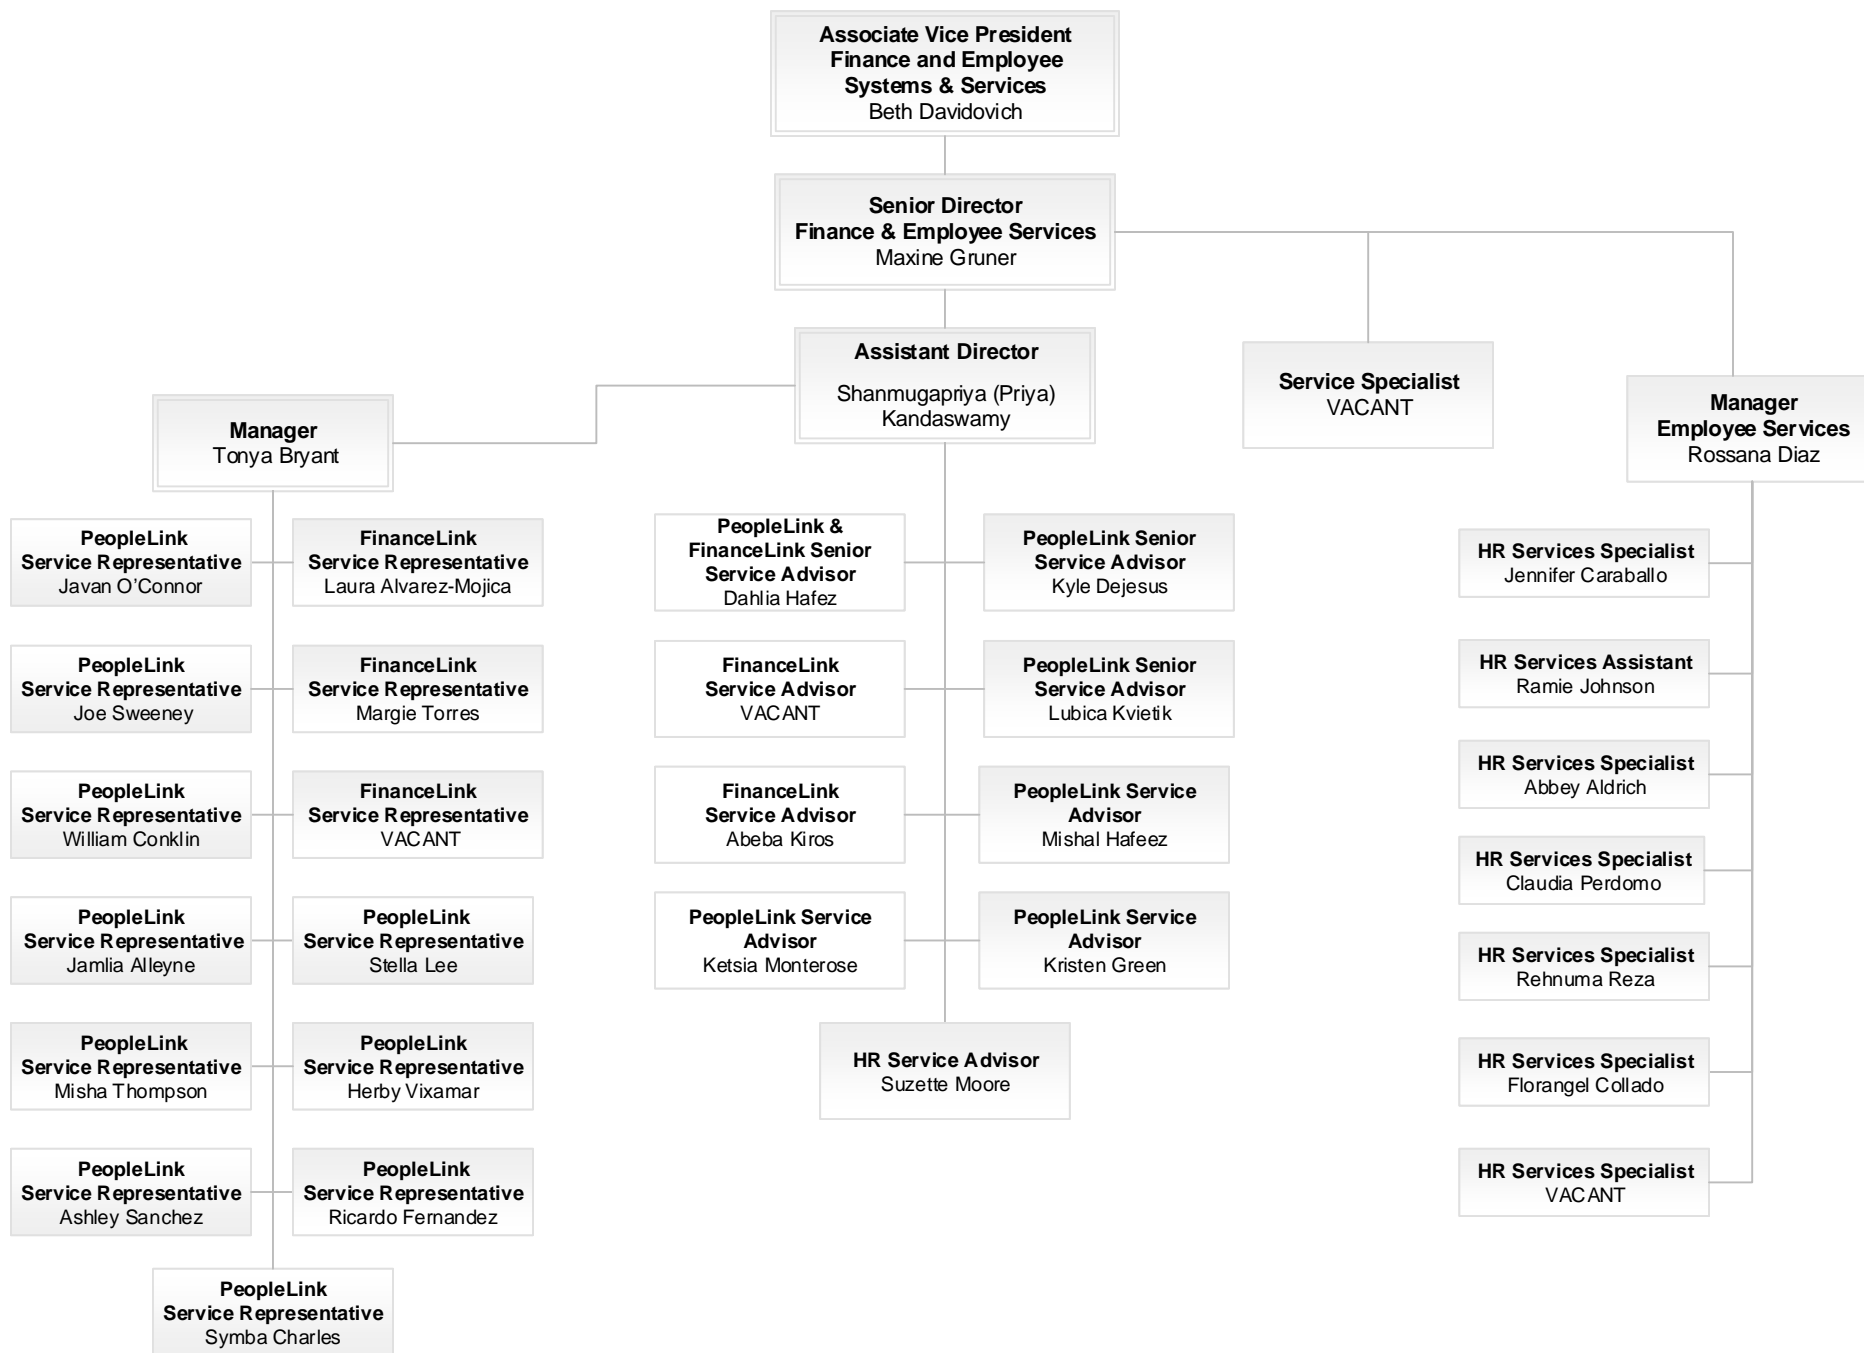 Associate Vice President
Finance and Employee
Systems & Services
Beth Davidovich
Senior Director
Finance & Employee Services
Maxine Gruner
Assistant Director
Shanmugapriya (Priya)
Kandaswamy
Service Specialist
VACANT
Manager
Employee Services
Rossana Diaz
Manager
Tonya Bryant
PeopleLink
Service Representative
Javan O'Connor
FinanceLink
Service Representative
Laura Alvarez-Mojica
PeopleLink
Service Representative
Joe Sweeney
FinanceLink
Service Representative
Margie Torres
PeopleLink
Service Representative
William Conklin
FinanceLink
Service Representative
VACANT
PeopleLink
Service Representative
Jamlia Alleyne
PeopleLink
Service Representative
Stella Lee
PeopleLink
Service Representative
Misha Thompson
PeopleLink
Service Representative
Herby Vixamar
PeopleLink
Service Representative
Ashley Sanchez
PeopleLink
Service Representative
Ricardo Fernandez
PeopleLink
Service Representative
Symba Charles
PeopleLink &
FinanceLink Senior
Service Advisor
Dahlia Hafez
PeopleLink Senior
Service Advisor
Kyle Dejesus
FinanceLink
Service Advisor
VACANT
PeopleLink Senior
Service Advisor
Lubica Kvietik
FinanceLink
Service Advisor
Abeba Kiros
PeopleLink Service
Advisor
Mishal Hafeez
PeopleLink Service
Advisor
Ketsia Monterose
PeopleLink Service
Advisor
Kristen Green
HR Service Advisor
Suzette Moore
HR Services Specialist
Jennifer Caraballo
HR Services Assistant
Ramie Johnson
HR Services Specialist
Abbey Aldrich
HR Services Specialist
Claudia Perdomo
HR Services Specialist
Rehnuma Reza
HR Services Specialist
Florangel Collado
HR Services Specialist
VACANT